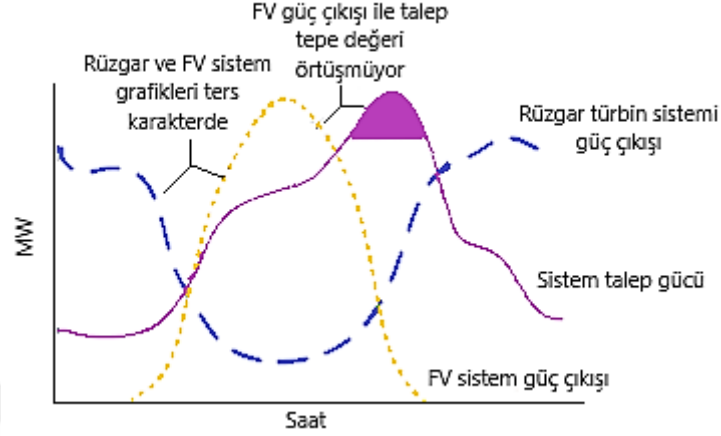 FV güç çıkışı ile talep
tepe değeri
örtüşmüyor
Rüzgar ve FV sistem
grafikleri ters
karakterde
Rüzgar türbin sistemi
güç çıkışı
MW
Sistem talep gücü
FV sistem güç çıkışı
Saat